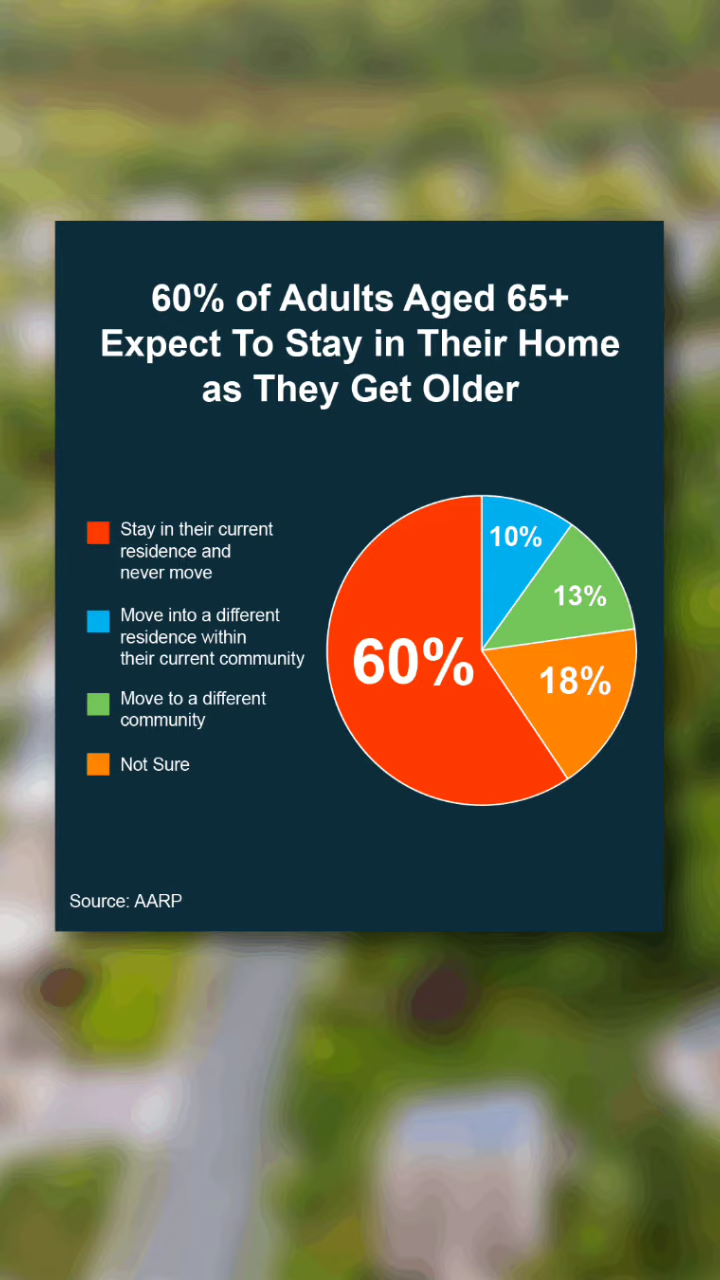 60% of Adults Aged 65+
Expect To Stay in Their Home
as They Get Older
Stay in their current
residence and
never move
Move into a different
residence within
their current community
Move to a different
community
Not Sure
10%
13%
18%
60%
Source: AARP